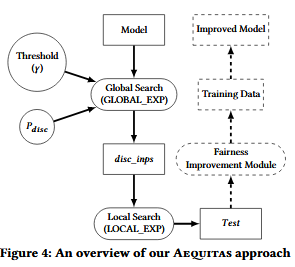 Model
Improved Model
Threshold
(γ)
Global Search
(GLOBAL_EXP)
Training Data
P_disc
disc_inps
Fairness
Improvement Module
Local Search
(LOCAL_EXP)
Test
Figure 4: An overview of our AEQUITAS approach